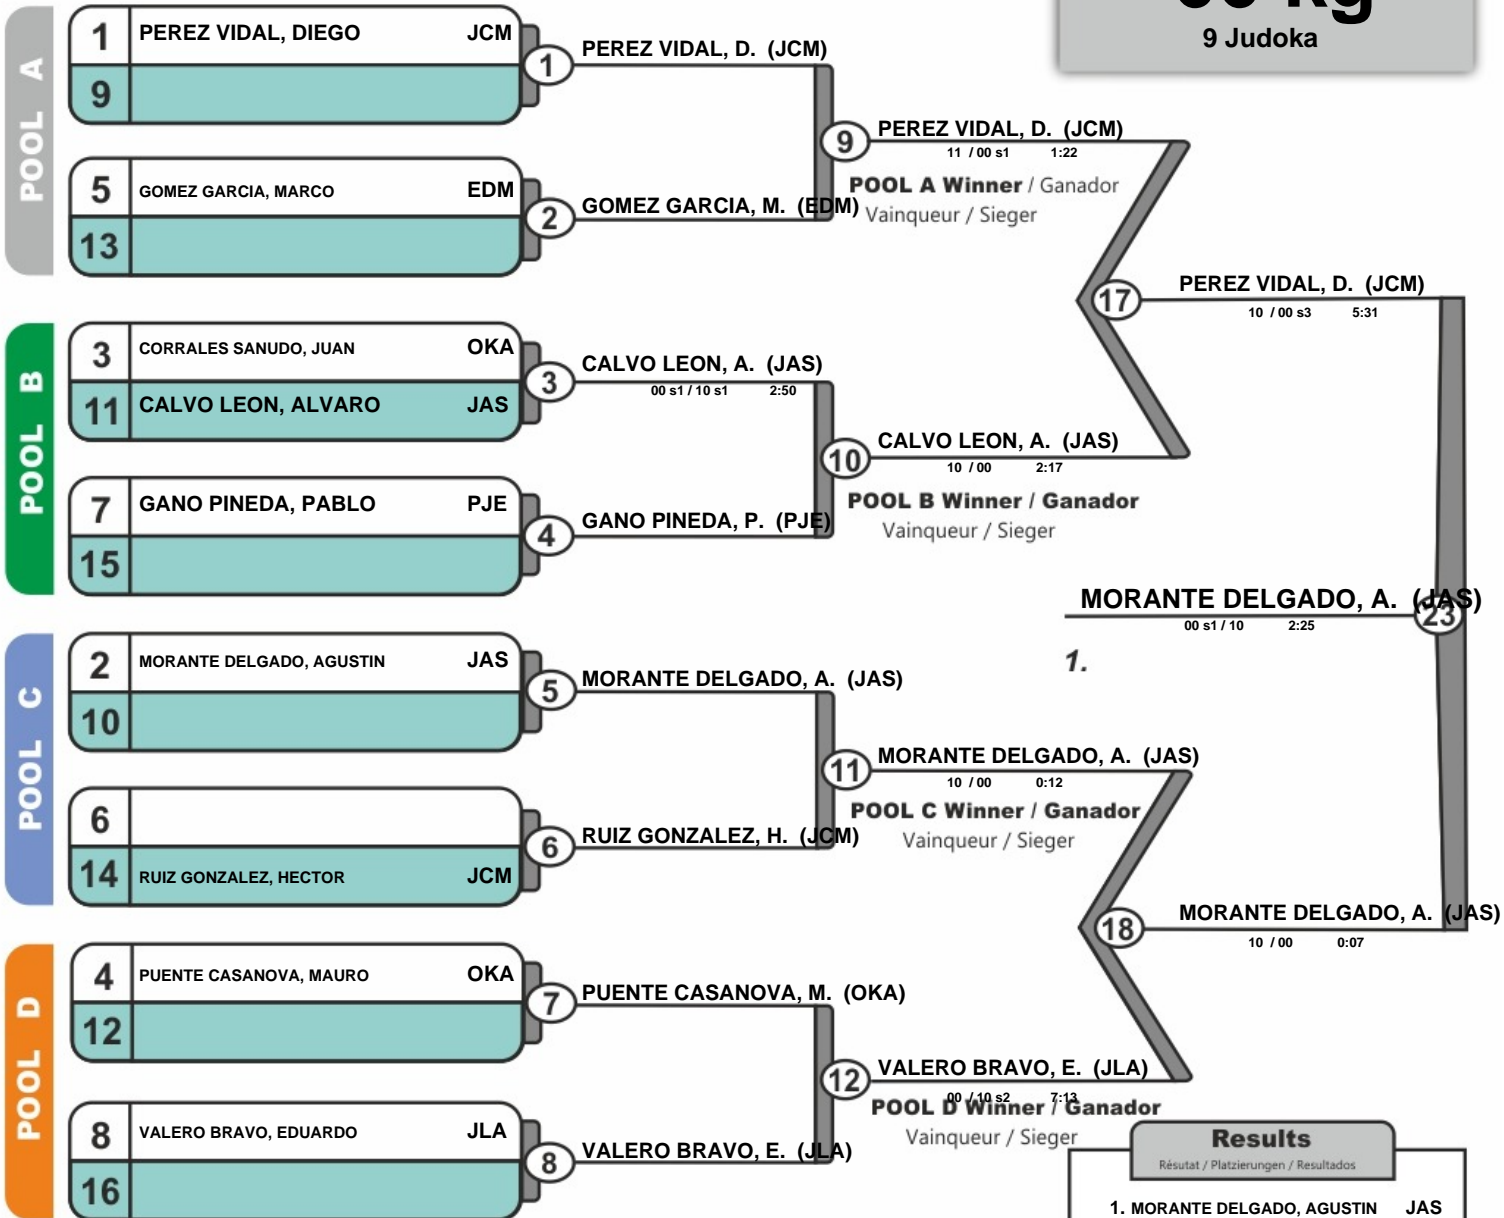 kg
9 Judoka
POOL A
1 PEREZ VIDAL, DIEGO JCM
9
5 GOMEZ GARCIA, MARCO EDM
13
1 PEREZ VIDAL, D. (JCM)
2 GOMEZ GARCIA, M. (EDM)
9 PEREZ VIDAL, D. (JCM)
11 / 00 s1 1:22
POOL A Winner / Ganador
Vainqueur / Sieger
POOL B
3 CORRALES SANUDO, JUAN OKA
11 CALVO LEON, ALVARO JAS
7 GANO PINEDA, PABLO PJE
15
3 CALVO LEON, A. (JAS)
00 s1 / 10 s1 2:50
4 GANO PINEDA, P. (PJE)
10 CALVO LEON, A. (JAS)
10 / 00 2:17
POOL B Winner / Ganador
Vainqueur / Sieger
17 PEREZ VIDAL, D. (JCM)
10 / 00 s3 5:31
MORANTE DELGADO, A. (JAS) 23
00 s1 / 10 2:25
1.
POOL C
2 MORANTE DELGADO, AGUSTIN JAS
10
6
14 RUIZ GONZALEZ, HECTOR JCM
5 MORANTE DELGADO, A. (JAS)
6 RUIZ GONZALEZ, H. (JCM)
11 MORANTE DELGADO, A. (JAS)
10 / 00 0:12
POOL C Winner / Ganador
Vainqueur / Sieger
18 MORANTE DELGADO, A. (JAS)
10 / 00 0:07
POOL D
4 PUENTE CASANOVA, MAURO OKA
12
8 VALERO BRAVO, EDUARDO JLA
16
7 PUENTE CASANOVA, M. (OKA)
8 VALERO BRAVO, E. (JLA)
12 VALERO BRAVO, E. (JLA)
00 / 10 s2 7:13
POOL D Winner / Ganador
Vainqueur / Sieger
Results
Résutat / Platzierungen / Resultados
1. MORANTE DELGADO, AGUSTIN JAS